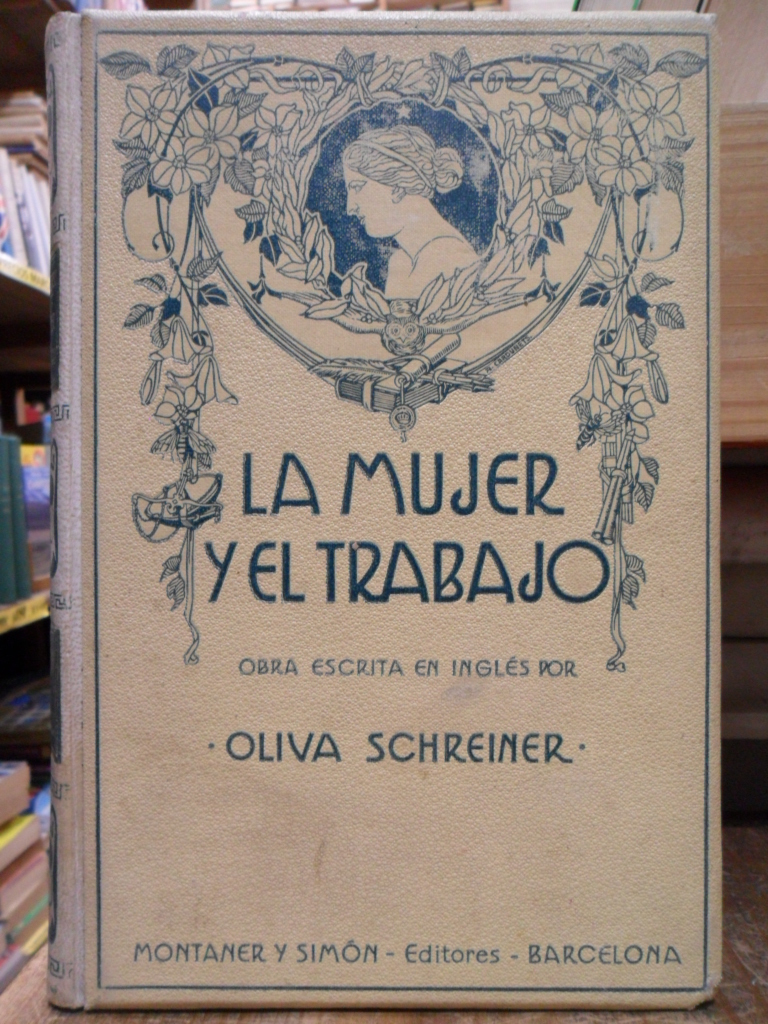 LA MUJER
Y EL TRABAJO
OBRA ESCRITA EN INGLÉS POR
· OLIVA SCHREINER ·
MONTANER Y SIMÓN - Editores - BARCELONA